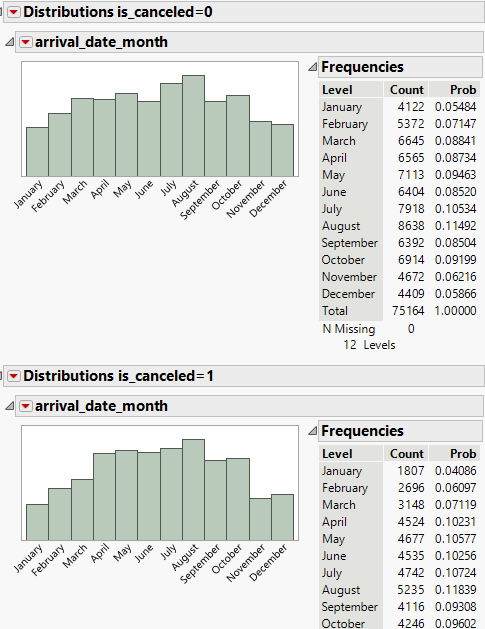 Distributions is_canceled=0
arrival_date_month
January February March April May June July August September October November December
Frequencies
Level Count Prob
January 4122 0.05484
February 5372 0.07147
March 6645 0.08841
April 6565 0.08734
May 7113 0.09463
June 6404 0.08520
July 7918 0.10534
August 8638 0.11492
September 6392 0.08504
October 6914 0.09199
November 4672 0.06216
December 4409 0.05866
Total 75164 1.00000
N Missing 0
12 Levels
Distributions is_canceled=1
arrival_date_month
January February March April May June July August September October November December
Frequencies
Level Count Prob
January 1807 0.04086
February 2696 0.06097
March 3148 0.07119
April 4524 0.10231
May 4677 0.10577
June 4535 0.10256
July 4742 0.10724
August 5235 0.11839
September 4116 0.09308
October 4246 0.09602